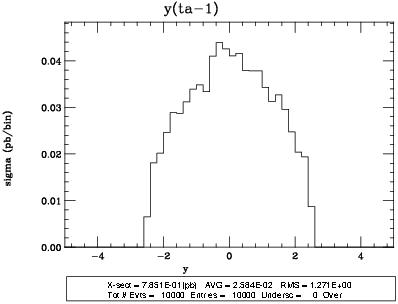 y(ta-1)
0.04
0.03
0.02
0.01
0.00
sigma (pb/bin)
-4 -2 0 2 4
y
X-sect = 7.851E-01(pb) AVG = 2.584E-02 RMS = 1.271E+00
Tot # Evts = 10000 Entries = 10000 Undersc = 0 Over